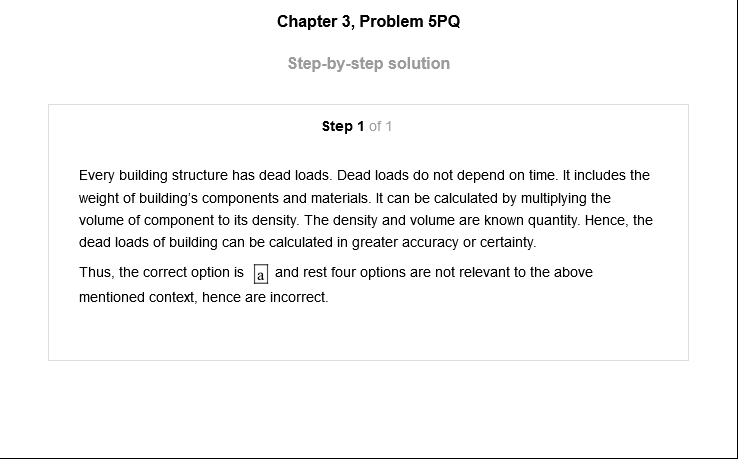 Chapter 3, Problem 5PQ
Step-by-step solution
Step 1 of 1
Every building structure has dead loads. Dead loads do not depend on time. It includes the
weight of building's components and materials. It can be calculated by multiplying the
volume of component to its density. The density and volume are known quantity. Hence, the
dead loads of building can be calculated in greater accuracy or certainty.
Thus, the correct option is a and rest four options are not relevant to the above
mentioned context, hence are incorrect.